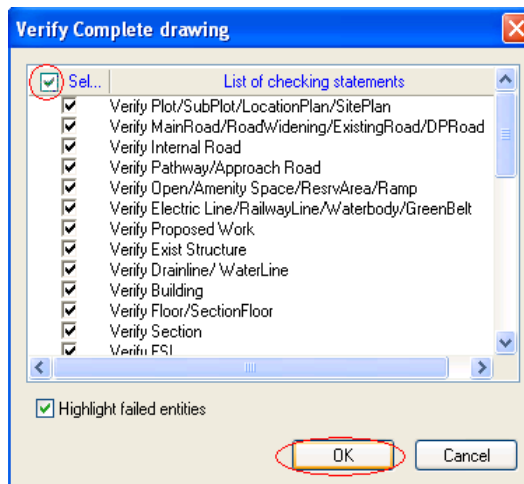 Verify Complete drawing
Sel... List of checking statements
Verify Plot/SubPlot/LocationPlan/SitePlan
Verify MainRoad/RoadWidening/ExistingRoad/DPRoad
Verify Internal Road
Verify Pathway/Approach Road
Verify Open/Amenity Space/ResrvArea/Ramp
Verify Electric Line/RailwayLine/Waterbody/GreenBelt
Verify Proposed Work
Verify Exist Structure
Verify Drainline/ WaterLine
Verify Building
Verify Floor/SectionFloor
Verify Section
Verify FSI
Highlight failed entities
OK Cancel